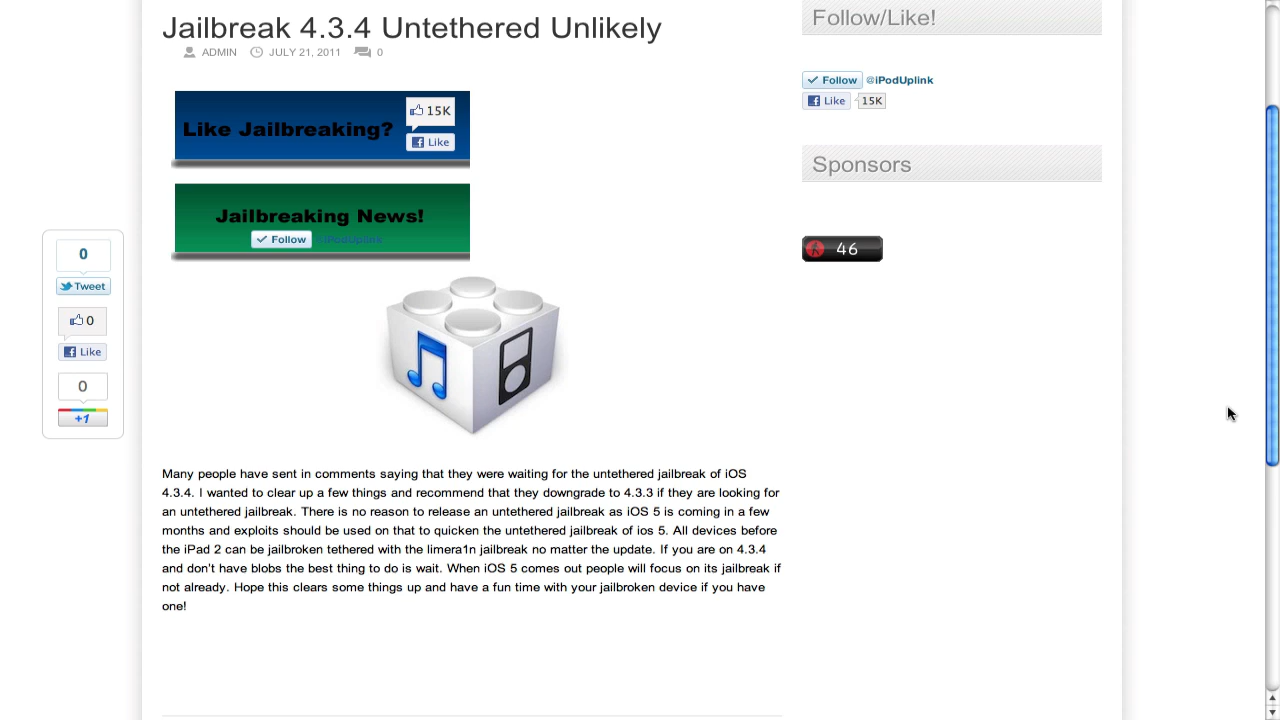 Jailbreak 4.3.4 Untethered Unlikely
ADMIN JULY 21, 2011 0
Like Jailbreaking?
15K
Like
Jailbreaking News!
Follow @iPodUplink
0
Tweet
0
Like
0
+1
Many people have sent in comments saying that they were waiting for the untethered jailbreak of iOS
4.3.4. I wanted to clear up a few things and recommend that they downgrade to 4.3.3 if they are looking for
an untethered jailbreak. There is no reason to release an untethered jailbreak as iOS 5 is coming in a few
months and exploits should be used on that to quicken the untethered jailbreak of ios 5. All devices before
the iPad 2 can be jailbroken tethered with the limera1n jailbreak no matter the update. If you are on 4.3.4
and don't have blobs the best thing to do is wait. When iOS 5 comes out people will focus on its jailbreak if
not already. Hope this clears some things up and have a fun time with your jailbroken device if you have
one!
Follow/Like!
Follow @iPodUplink
Like 15K
Sponsors
46